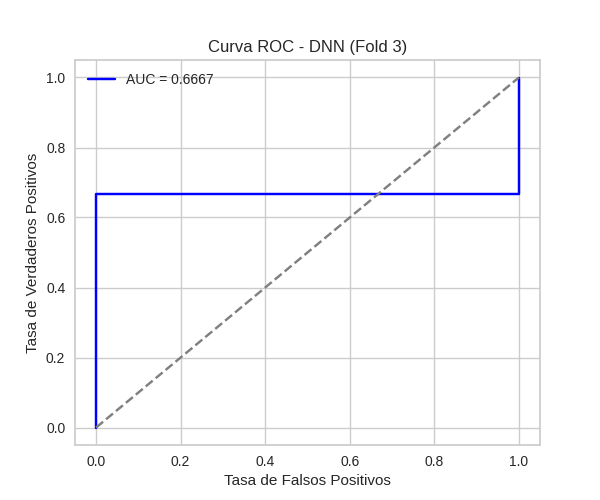 Curva ROC - DNN (Fold 3)
AUC = 0.6667
Tasa de Verdaderos Positivos
1.0
0.8
0.6
0.4
0.2
0.0
0.0 0.2 0.4 0.6 0.8 1.0
Tasa de Falsos Positivos